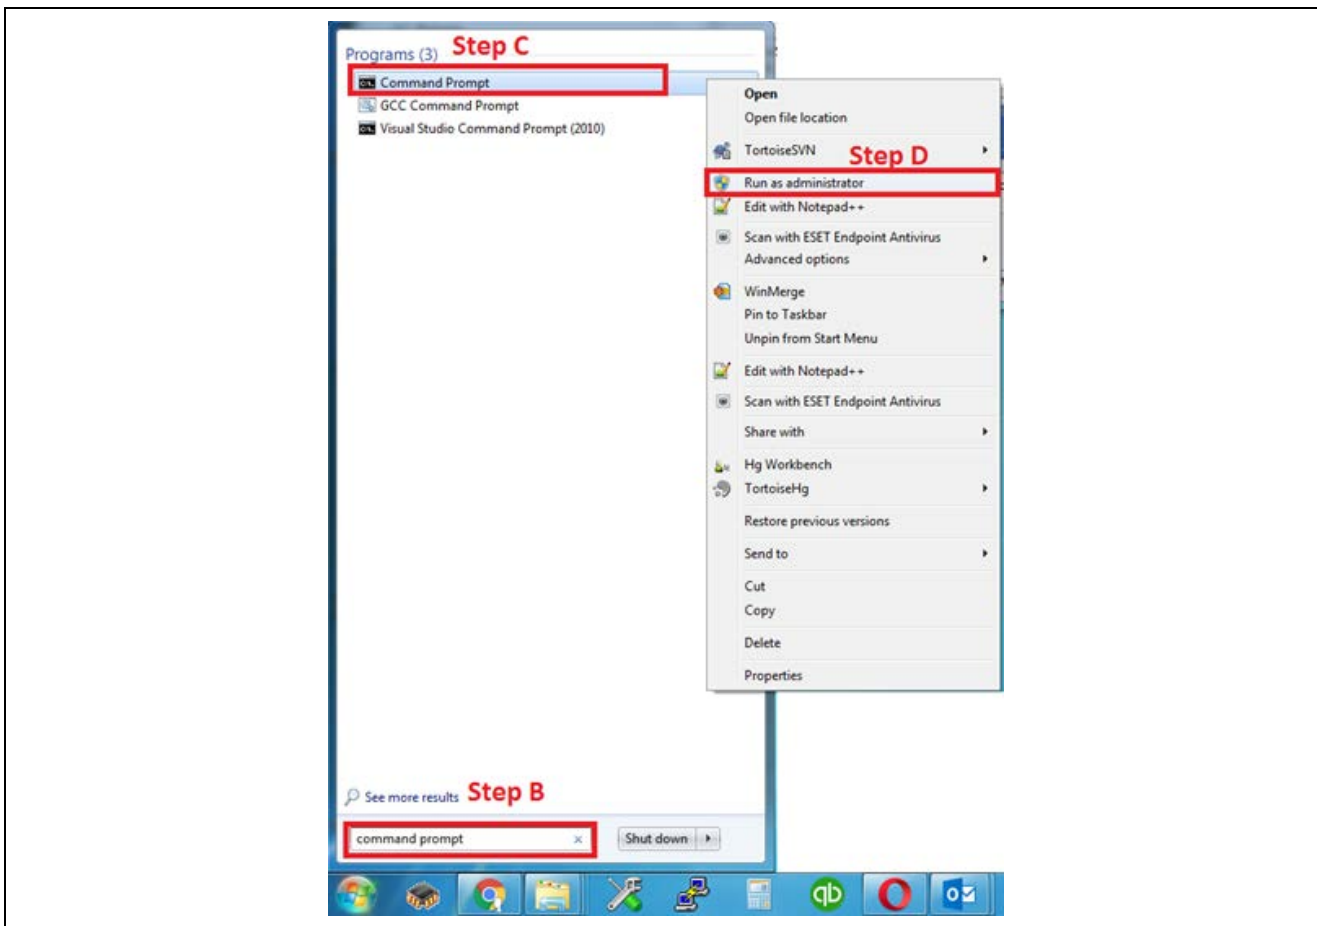 Programs (3) Step C
Command Prompt
GCC Command Prompt
Visual Studio Command Prompt (2010)
Open
Open file location
TortoiseSVN
Step D
Run as administrator
Edit with Notepad++
Scan with ESET Endpoint Antivirus
Advanced options
WinMerge
Pin to Taskbar
Unpin from Start Menu
Edit with Notepad++
Scan with ESET Endpoint Antivirus
Share with
Hg Workbench
TortoiseHg
Restore previous versions
Send to
Cut
Copy
Delete
Properties
See more results Step B
command prompt
Shut down
qb